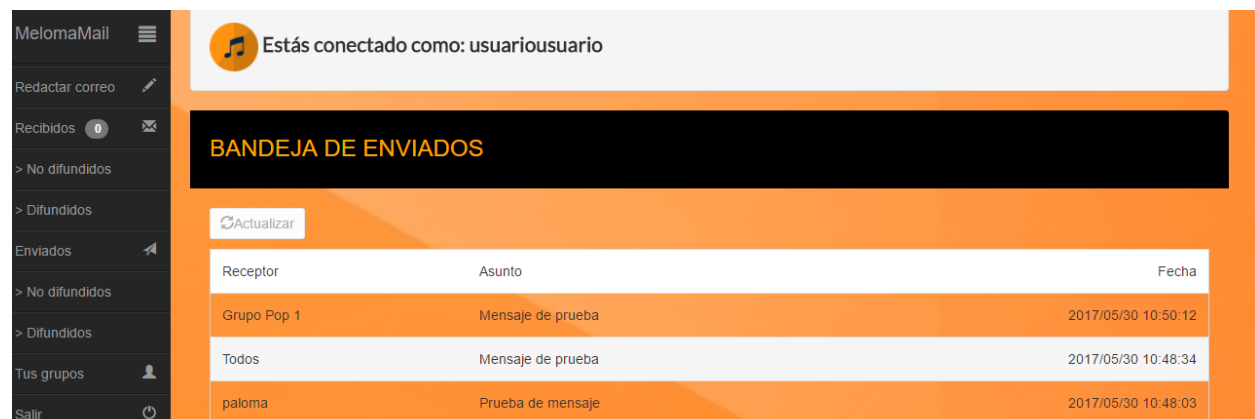 MelomaMail
Redactar correo
Recibidos 0
> No difundidos
> Difundidos
Enviados
> No difundidos
> Difundidos
Tus grupos
Salir
Estás conectado como: usuariousuario
BANDEJA DE ENVIADOS
Actualizar
Receptor Asunto Fecha
Grupo Pop 1 Mensaje de prueba 2017/05/30 10:50:12
Todos Mensaje de prueba 2017/05/30 10:48:34
paloma Prueba de mensaje 2017/05/30 10:48:03